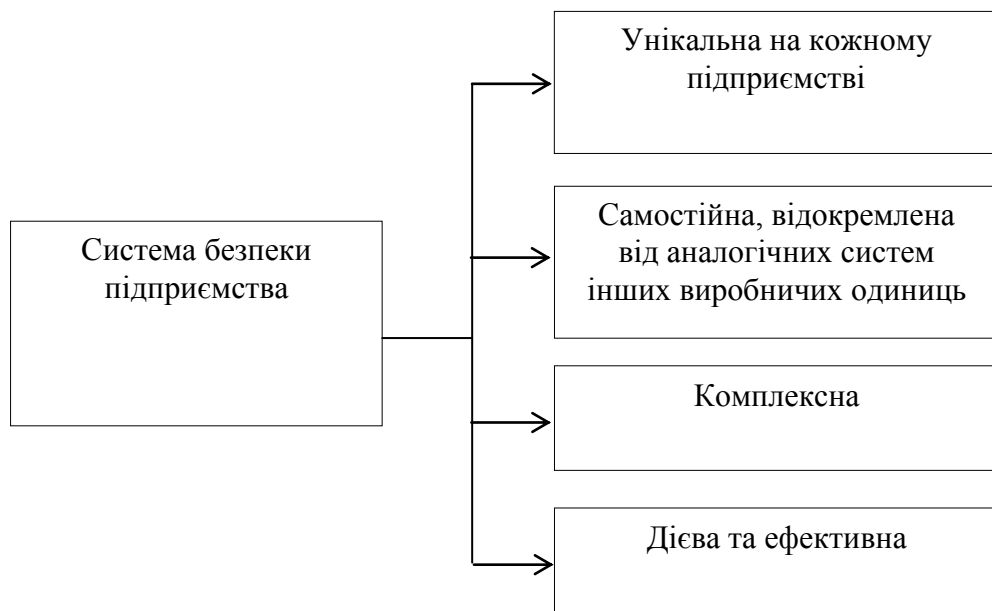 Унікальна на кожному
підприємстві
Система безпеки
підприємства
Самостійна, відокремлена
від аналогічних систем
інших виробничих одиниць
Комплексна
Дієва та ефективна